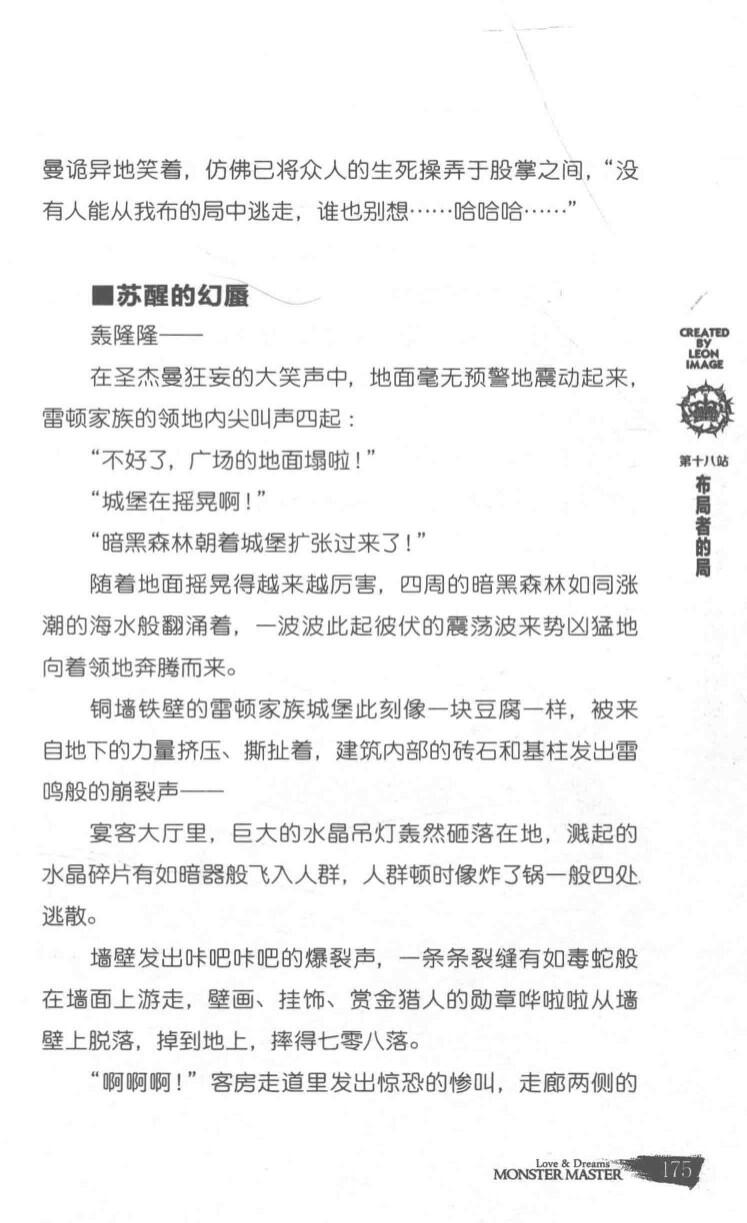 曼诡异地笑着，仿佛已将众人的生死操弄于股掌之间，“没
有人能从我布的局中逃走，谁也别想……哈哈哈……”
■苏醒的幻蜃
轰隆隆——
在圣杰曼狂妄的大笑声中，地面毫无预警地震动起来，
雷顿家族的领地内尖叫声四起：
“不好了，广场的地面塌啦！”
“城堡在摇晃啊！”
“暗黑森林朝着城堡扩张过来了！”
随着地面摇晃得越来越厉害，四周的暗黑森林如同涨
潮的海水般翻涌着，一波波此起彼伏的震荡波来势凶猛地
向着领地奔腾而来。
铜墙铁壁的雷顿家族城堡此刻像一块豆腐一样，被来
自地下的力量挤压、撕扯着，建筑内部的砖石和基柱发出雷
鸣般的崩裂声——
宴客大厅里，巨大的水晶吊灯轰然砸落在地，溅起的
水晶碎片有如暗器般飞入人群，人群顿时像炸了锅一般四处
逃散。
墙壁发出咔吧咔吧的爆裂声，一条条裂缝有如毒蛇般
在墙面上游走，壁画、挂饰、赏金猎人的勋章哗啦啦从墙
壁上脱落，掉到地上，摔得七零八落。
“啊啊啊！”客房走道里发出惊恐的惨叫，走廊两侧的
CREATED
BY
LEON
IMAGE
第十八站
布局者的局
Love & Dreams
MONSTER MASTER
175